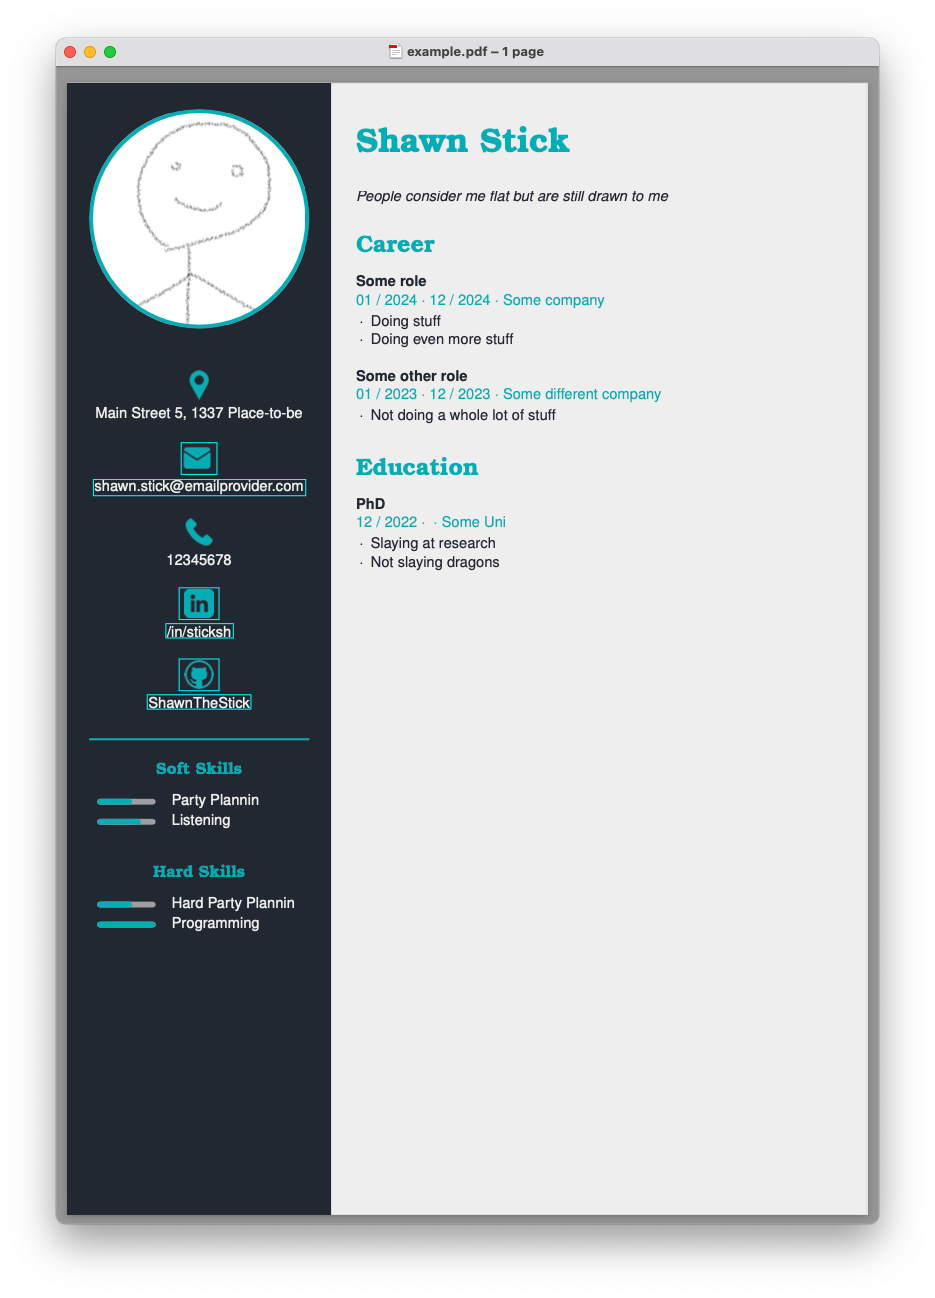 example.pdf – 1 page
Main Street 5, 1337 Place-to-be
shawn.stick@emailprovider.com
12345678
in
/in/sticksh
ShawnTheStick
Soft Skills
Party Plannin
Listening
Hard Skills
Hard Party Plannin
Programming
Shawn Stick
People consider me flat but are still drawn to me
Career
Some role
01 / 2024 · 12 / 2024 · Some company
· Doing stuff
· Doing even more stuff
Some other role
01 / 2023 · 12 / 2023 · Some different company
· Not doing a whole lot of stuff
Education
PhD
12 / 2022 · · Some Uni
· Slaying at research
· Not slaying dragons